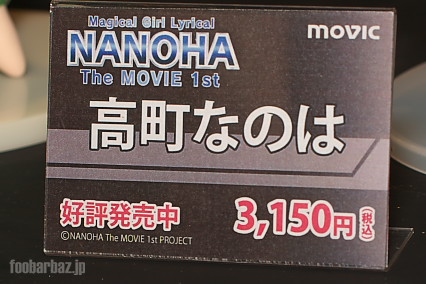 Magical Girl Lyrical
NANOHA
The MOVIE 1st
movic
高町なのは
好評発売中
3,150円(税込)
©NANOHA The MOVIE 1st PROJECT
foobarbaz.jp